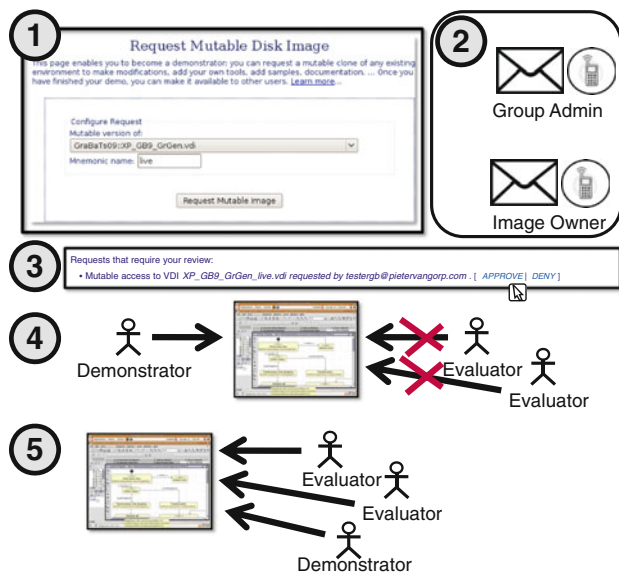 1
Request Mutable Disk Image
This page enables you to become a demonstrator: you can request a mutable clone of any existing
environment to make modifications, add your own tools, add samples, documentation, ... Once you
have finished your demo, you can make it available to other users. Learn more...
Configure Request
Mutable version of:
GraBaTs09::XP_GB9_GrGen.vdi
Mnemonic name: live
Request Mutable Image
2
Group Admin
Image Owner
3
Requests that require your review:
• Mutable access to VDI XP_GB9_GrGen_live.vdi requested by testergb@pietervangorp.com . [ APPROVE | DENY ]
4
Demonstrator
Evaluator
Evaluator
5
Evaluator
Evaluator
Demonstrator